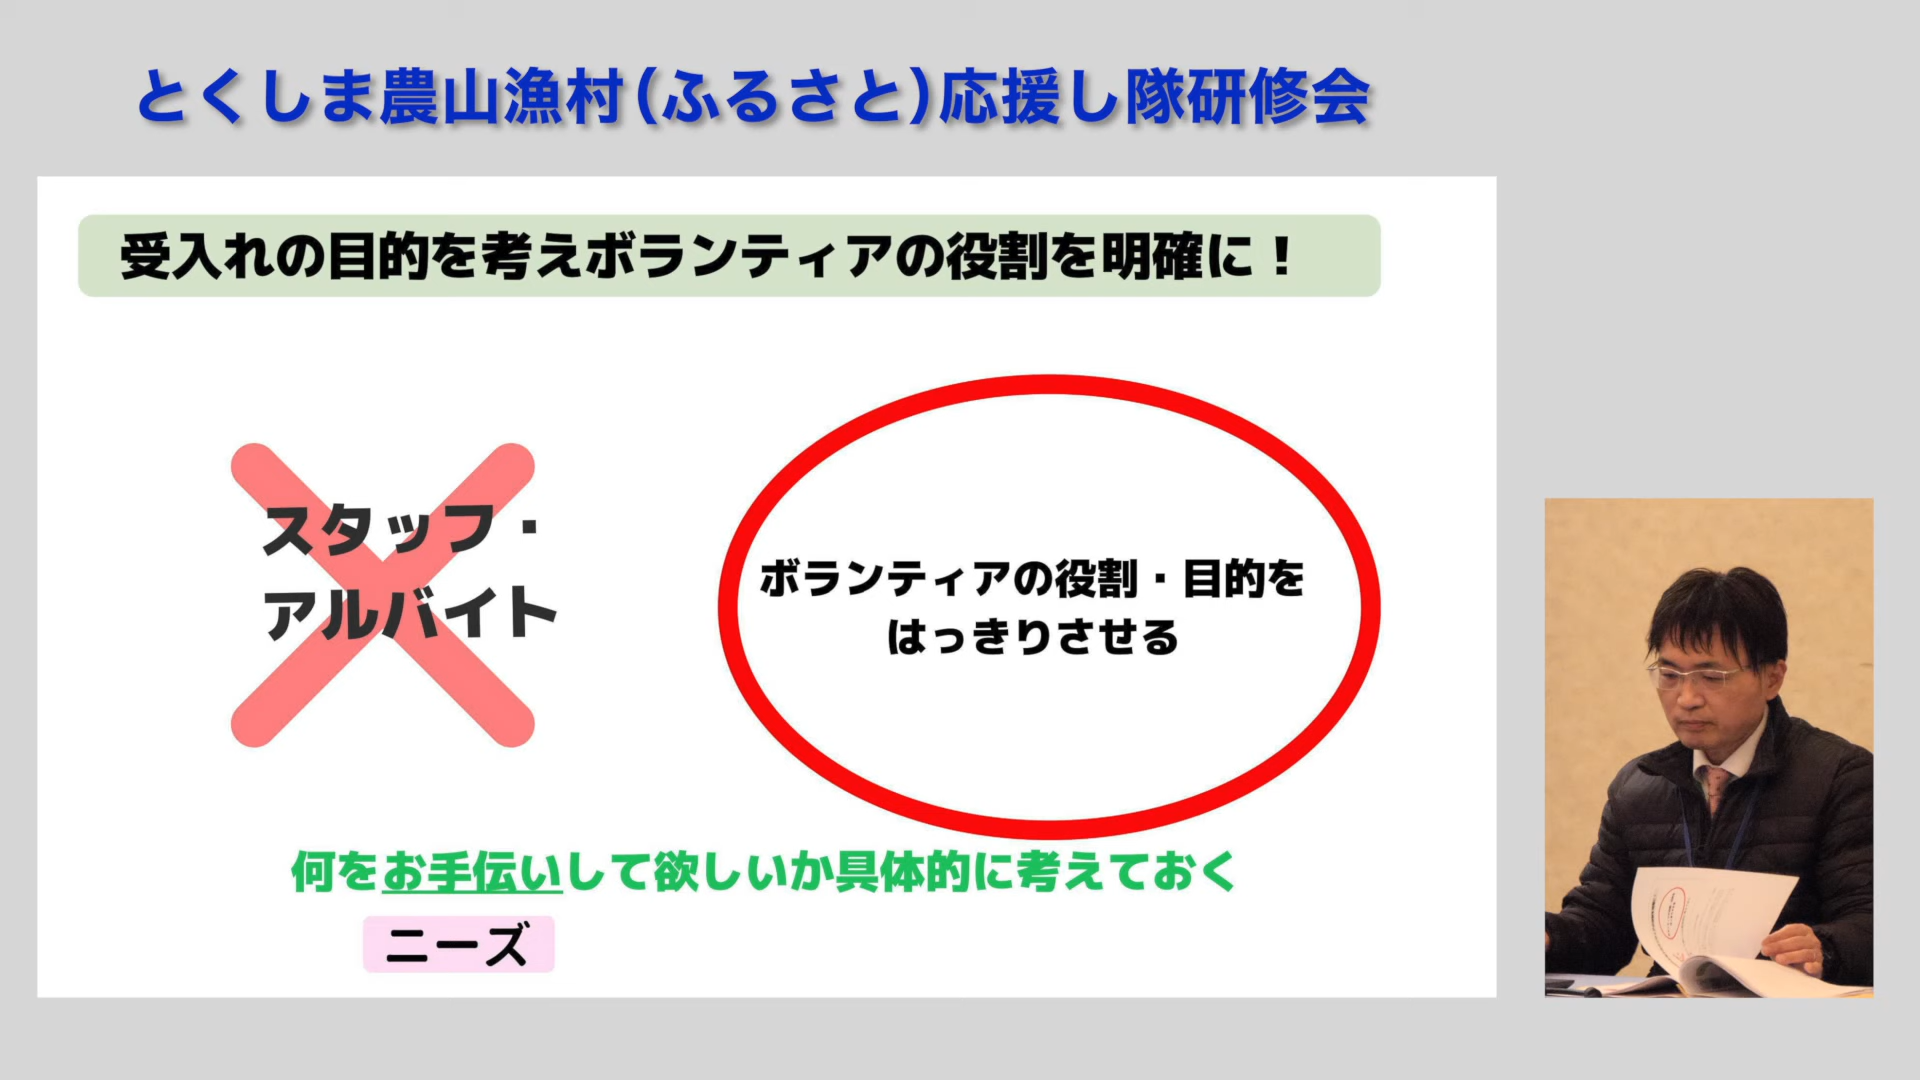 とくしま農山漁村(ふるさと)応援し隊研修会
受入れの目的を考えボランティアの役割を明確に！
スタッフ・
アルバイト
ボランティアの役割・目的を
はっきりさせる
何をお手伝いして欲しいか具体的に考えておく
ニーズ